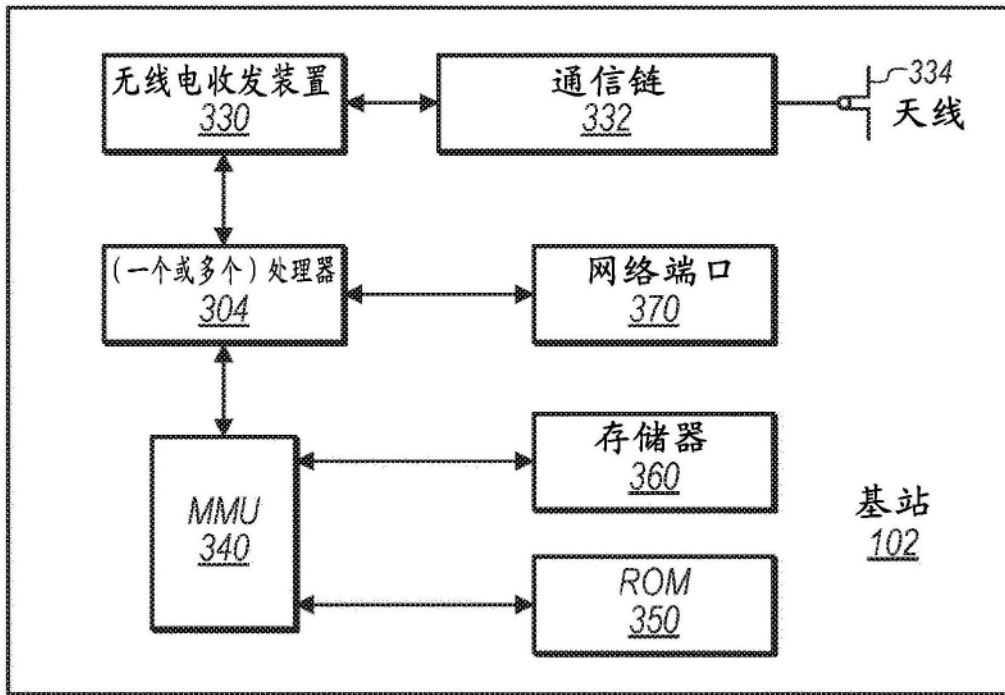 无线电收发装置
330
通信链
332
334
天线
(一个或多个)处理器
304
网络端口
370
MMU
340
存储器
360
ROM
350
基站
102